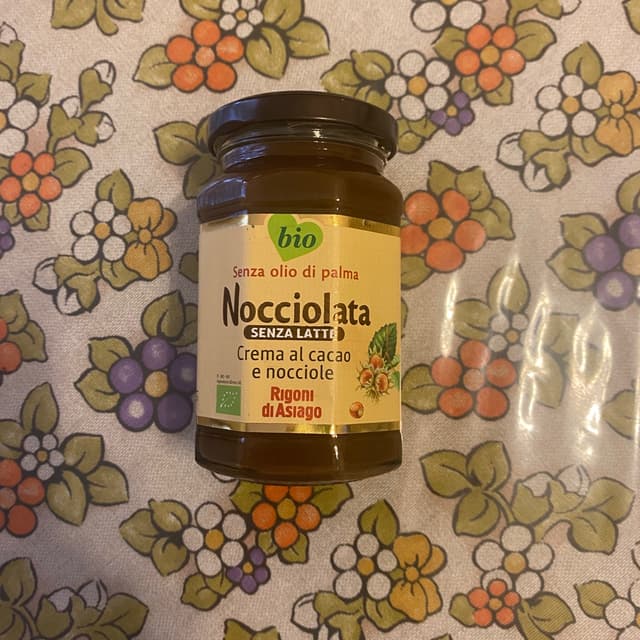 bio
Senza olio di palma
Nocciolata
SENZA LATTE
Crema al cacao
e nocciole
Rigoni
di Asiago